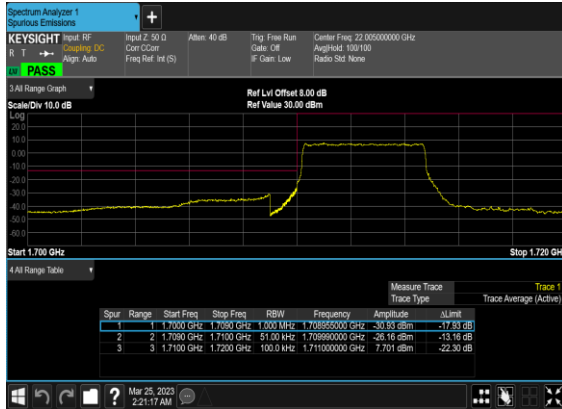 Spectrum Analyzer 1
Spurious Emissions
KEYSIGHT Input: RF Input Z: 50 Ω Atten: 40 dB Trig: Free Run Center Freq: 22.005000000 GHz
R T Coupling: DC Corr CCorr Gate: Off Avg|Hold: 100/100
Align: Auto Freq Ref: Int (S) IF Gain: Low Radio Std: None
PASS
3 All Range Graph
Ref Lvl Offset 8.00 dB
Scale/Div 10.0 dB Ref Value 30.00 dBm
Log
20.0
10.0
0.00
-10.0
-20.0
-30.0
-40.0
-50.0
-60.0
Start 1.700 GHz Stop 1.720 GH
4 All Range Table
Measure Trace Trace 1
Trace Type Trace Average (Active)
Spur Range Start Freq Stop Freq RBW Frequency Amplitude ΔLimit
1 1 1.7000 GHz 1.7090 GHz 1.000 MHz 1.708955000 GHz -30.93 dBm -17.93 dB
2 2 1.7090 GHz 1.7100 GHz 51.00 kHz 1.709990000 GHz -26.16 dBm -13.16 dB
3 3 1.7100 GHz 1.7200 GHz 100.0 kHz 1.711000000 GHz 7.701 dBm -22.30 dB
?
Mar 25, 2023
2:21:17 AM